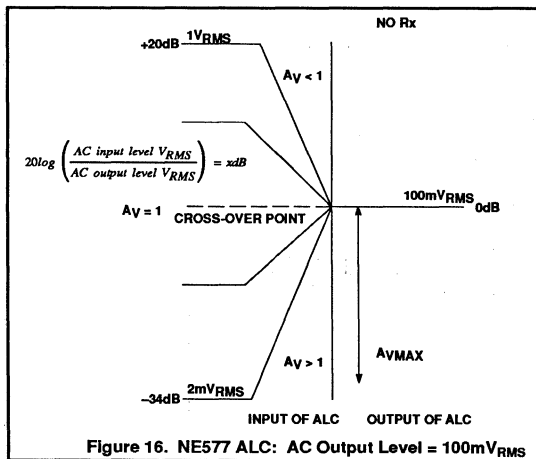 NO Rx
+20dB
1VRMS
AV < 1
20log ( AC input level VRMS / AC output level VRMS ) = xdB
100mVRMS
0dB
AV = 1
CROSS-OVER POINT
AVMAX
AV > 1
–34dB
2mVRMS
INPUT OF ALC
OUTPUT OF ALC
Figure 16. NE577 ALC: AC Output Level = 100mVRMS